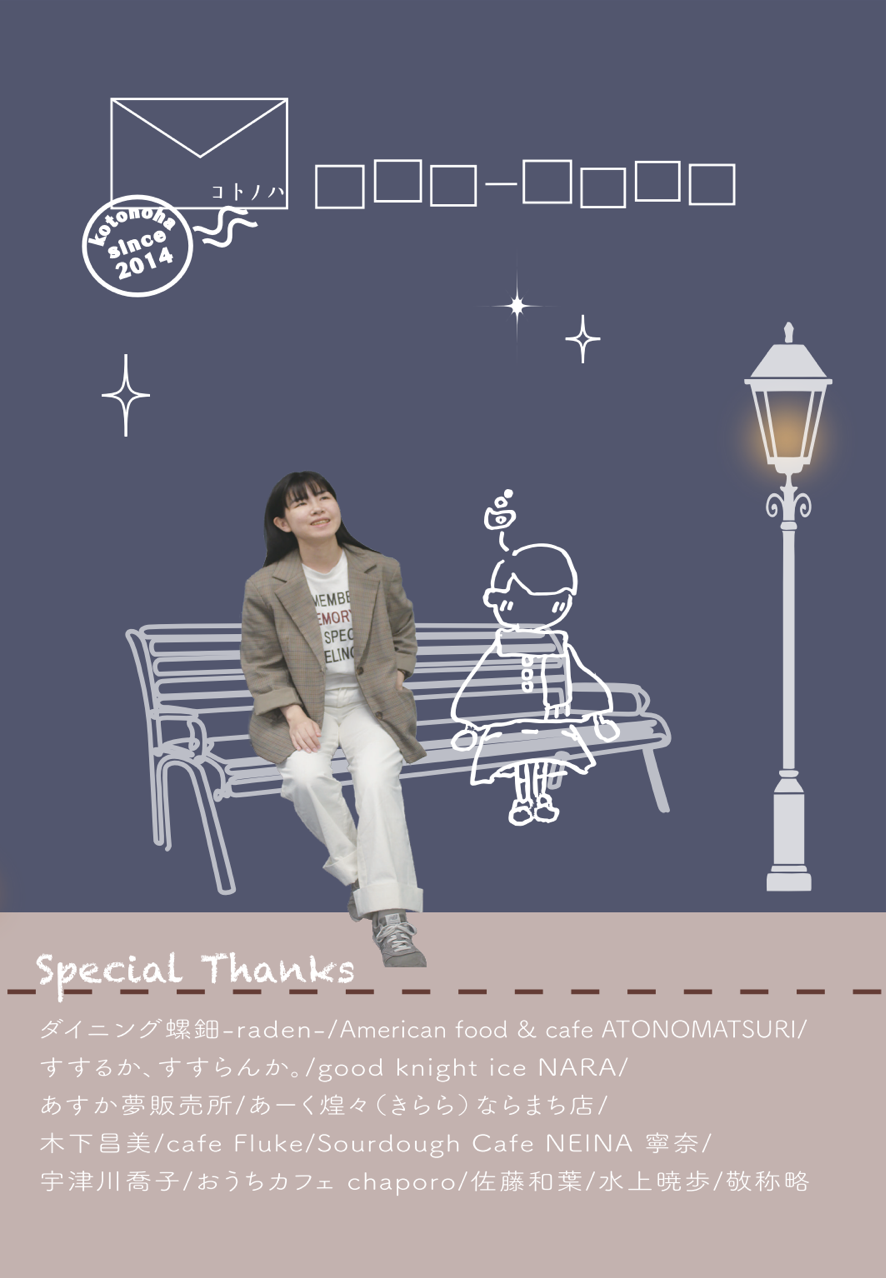 コトノハ
kotonoha
since
2014
MEMBE
EMORY
SPEC
ELING
Special Thanks
ダイニング螺鈿-raden-/American food & cafe ATONOMATSURI/
すするか、すすらんか。/good knight ice NARA/
あすか夢販売所/あーく煌々（きらら）ならまち店/
木下昌美/cafe Fluke/Sourdough Cafe NEINA 寧奈/
宇津川喬子/おうちカフェ chaporo/佐藤和葉/水上暁歩/敬称略